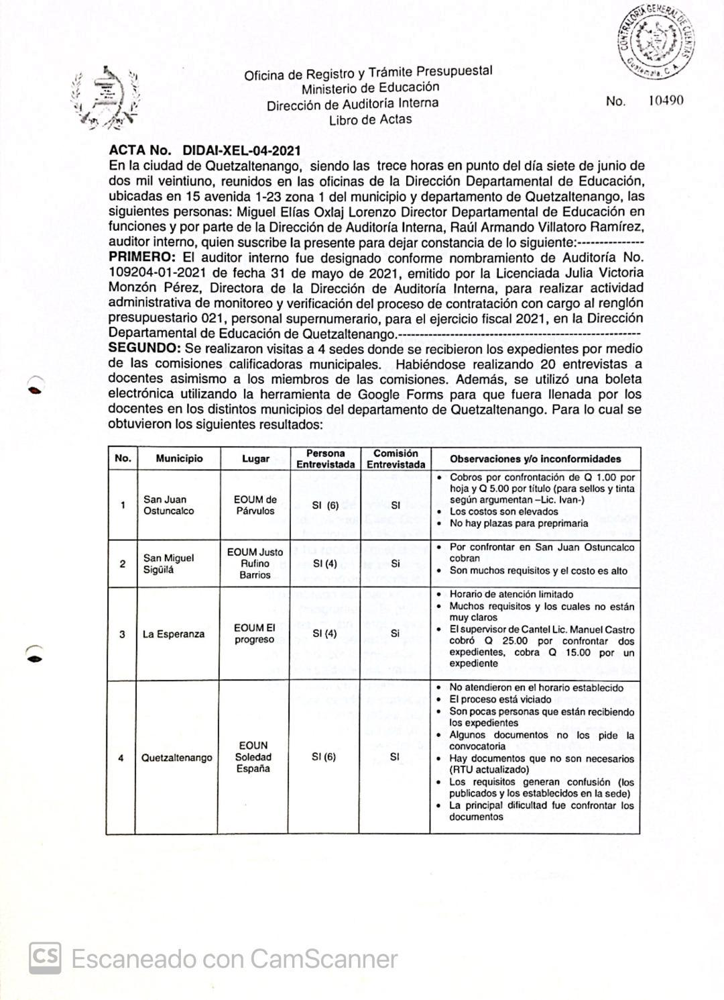 CONTRALORÍA GENERAL DE CUENTAS
Guatemala, C. A.
Oficina de Registro y Trámite Presupuestal
Ministerio de Educación
Dirección de Auditoría Interna
Libro de Actas
No. 10490
ACTA No. DIDAI-XEL-04-2021
En la ciudad de Quetzaltenango, siendo las trece horas en punto del día siete de junio de
dos mil veintiuno, reunidos en las oficinas de la Dirección Departamental de Educación,
ubicadas en 15 avenida 1-23 zona 1 del municipio y departamento de Quetzaltenango, las
siguientes personas: Miguel Elías Oxlaj Lorenzo Director Departamental de Educación en
funciones y por parte de la Dirección de Auditoría Interna, Raúl Armando Villatoro Ramírez,
auditor interno, quien suscribe la presente para dejar constancia de lo siguiente:---------------
PRIMERO: El auditor interno fue designado conforme nombramiento de Auditoría No.
109204-01-2021 de fecha 31 de mayo de 2021, emitido por la Licenciada Julia Victoria
Monzón Pérez, Directora de la Dirección de Auditoría Interna, para realizar actividad
administrativa de monitoreo y verificación del proceso de contratación con cargo al renglón
presupuestario 021, personal supernumerario, para el ejercicio fiscal 2021, en la Dirección
Departamental de Educación de Quetzaltenango.-------------------------------------------------------
SEGUNDO: Se realizaron visitas a 4 sedes donde se recibieron los expedientes por medio
de las comisiones calificadoras municipales. Habiéndose realizando 20 entrevistas a
docentes asimismo a los miembros de las comisiones. Además, se utilizó una boleta
electrónica utilizando la herramienta de Google Forms para que fuera llenada por los
docentes en los distintos municipios del departamento de Quetzaltenango. Para lo cual se
obtuvieron los siguientes resultados:
No. Municipio Lugar Persona Entrevistada Comisión Entrevistada Observaciones y/o inconformidades
1 San Juan Ostuncalco EOUM de Párvulos SI (6) SI
• Cobros por confrontación de Q 1.00 por
hoja y Q 5.00 por título (para sellos y tinta
según argumentan –Lic. Ivan-)
• Los costos son elevados
• No hay plazas para preprimaria
2 San Miguel Sigüilá EOUM Justo Rufino Barrios SI (4) Si
• Por confrontar en San Juan Ostuncalco
cobran
• Son muchos requisitos y el costo es alto
3 La Esperanza EOUM El progreso SI (4) Si
• Horario de atención limitado
• Muchos requisitos y los cuales no están
muy claros
• El supervisor de Cantel Lic. Manuel Castro
cobró Q 25.00 por confrontar dos
expedientes, cobra Q 15.00 por un
expediente
4 Quetzaltenango EOUN Soledad España SI (6) SI
• No atendieron en el horario establecido
• El proceso está viciado
• Son pocas personas que están recibiendo
los expedientes
• Algunos documentos no los pide la
convocatoria
• Hay documentos que no son necesarios
(RTU actualizado)
• Los requisitos generan confusión (los
publicados y los establecidos en la sede)
• La principal dificultad fue confrontar los
documentos
CS Escaneado con CamScanner